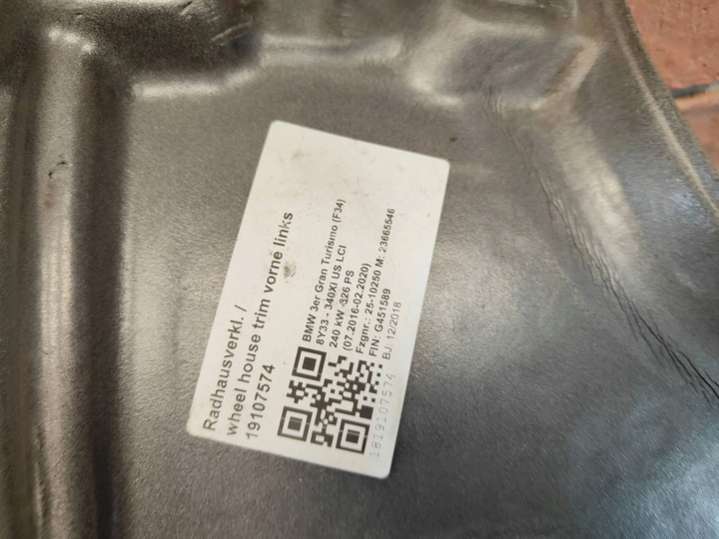 Radhausverkl. /
wheel house trim vorne links
19107574
BMW 3er Gran Turismo (F34)
8Y33 - 340XI US LCI
240 kW -326 PS
(07.2016-02.2020)
Fzgnr.: 25-10250 M: 23665546
FIN: G451589
BJ: 12/2018
1819107574